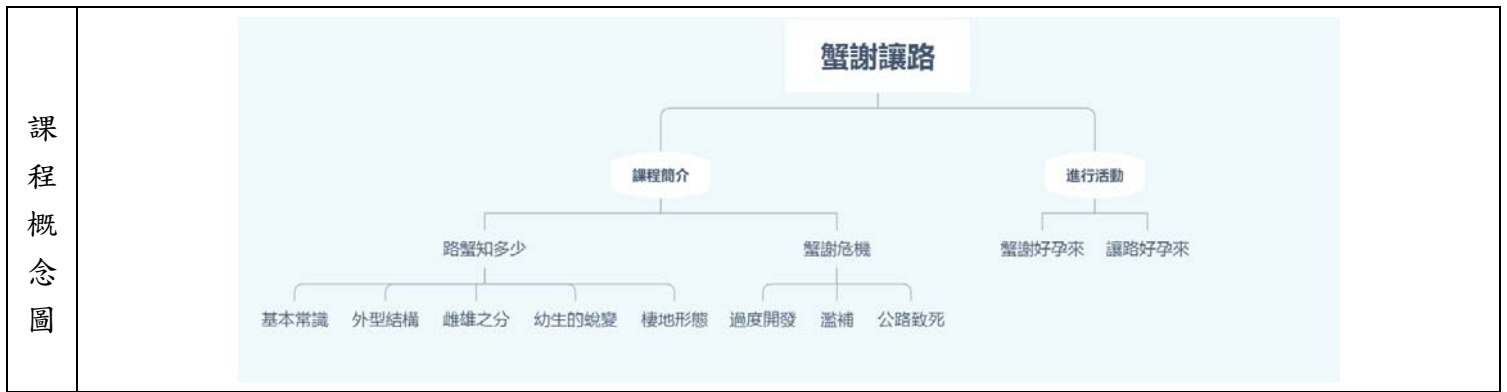 課程概念圖
蟹謝讓路
課程簡介
進行活動
路蟹知多少
蟹謝危機
蟹謝好孕來
讓路好孕來
基本常識
外型結構
雌雄之分
幼生的蛻變
棲地形態
過度開發
濫補
公路致死